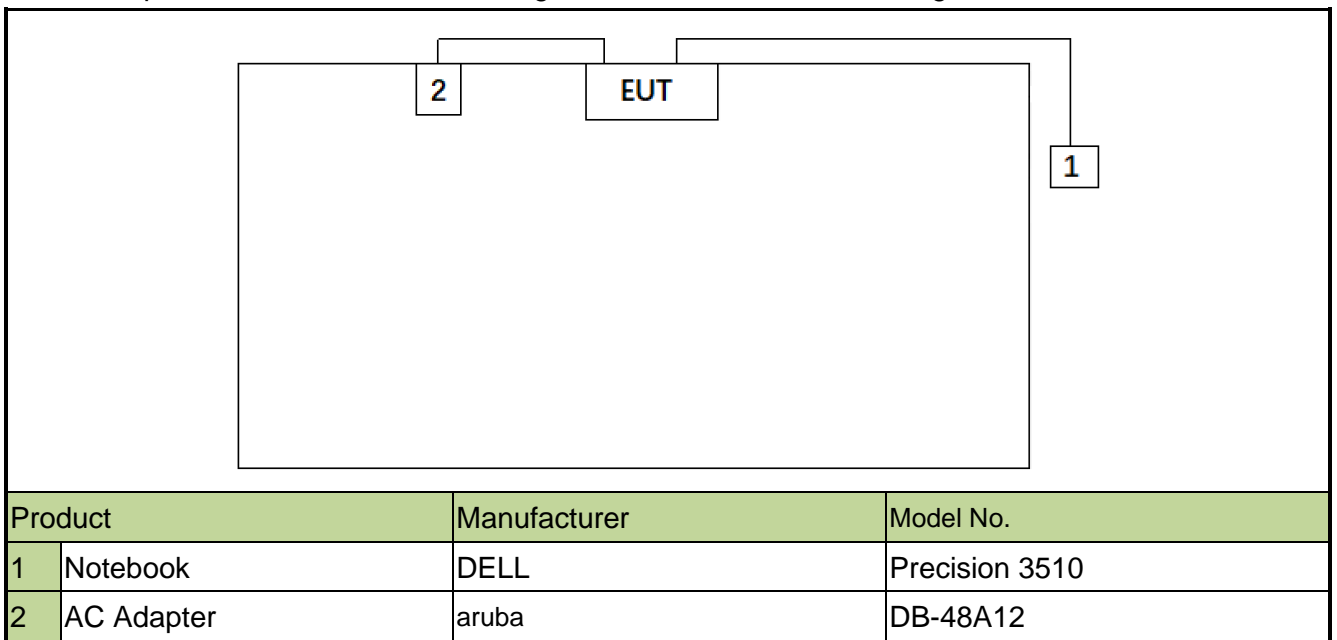 2 EUT
1
Product Manufacturer Model No.
1 Notebook DELL Precision 3510
2 AC Adapter aruba DB-48A12